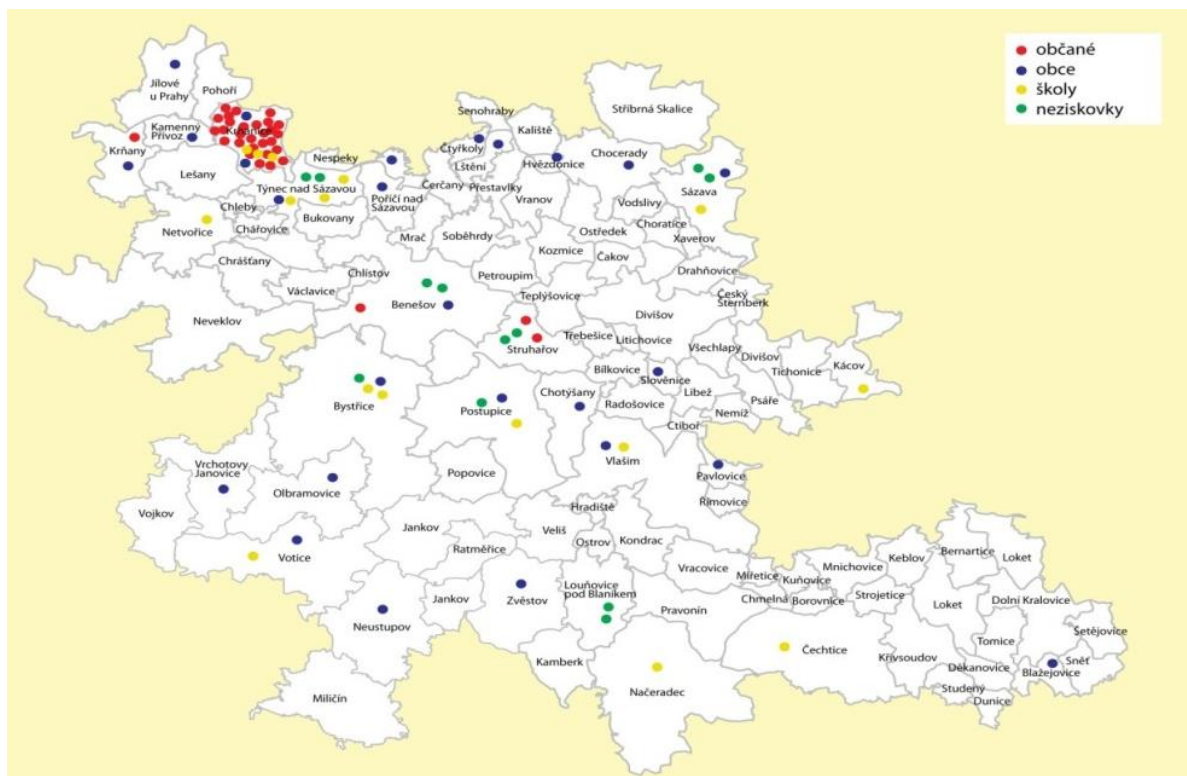 občané
obce
školy
neziskovky
Jílové
u Prahy
Pohoří
Stříbrná Skalice
Senohraby
Kaliště
Kamenný
Přívoz
Krňany
Lešany
Nespeky
Čtyřkoly
Lštění
Hvězdonice
Chocerady
Týnec nad Sázavou
Poříčí nad
Sázavou
Čerčany
Přestavlky
Vranov
Sázava
Chleby
Bukovany
Vodslivy
Netvořice
Chářovice
Mrač
Soběhrdy
Ostředek
Choratice
Xaverov
Chrášťany
Kozmice
Čakov
Chlístov
Petroupim
Drahňovice
Václavice
Teplýšovice
Český
Šternberk
Benešov
Neveklov
Divišov
Struhařov
Třebešice
Litichovice
Všechlapy
Divišov
Tichonice
Kácov
Bílkovice
Slověnice
Bystřice
Postupice
Chotýšany
Radošovice
Libež
Psáře
Nemíž
Ctiboř
Vlašim
Vrchotovy
Janovice
Olbramovice
Popovice
Pavlovice
Římovice
Vojkov
Hradiště
Jankov
Veliš
Ostrov
Kondrac
Votice
Ratměřice
Vracovice
Miřetice
Kuňovice
Mnichovice
Keblov
Bernartice
Loket
Louňovice
pod Blaníkem
Zvěstov
Jankov
Chmelná
Borovnice
Strojetice
Loket
Dolní Kralovice
Neustupov
Pravonín
Šetějovice
Tomice
Kamberk
Čechtice
Křivsoudov
Děkanovice
Sněť
Blažejovice
Miličín
Načeradec
Studený
Dunice